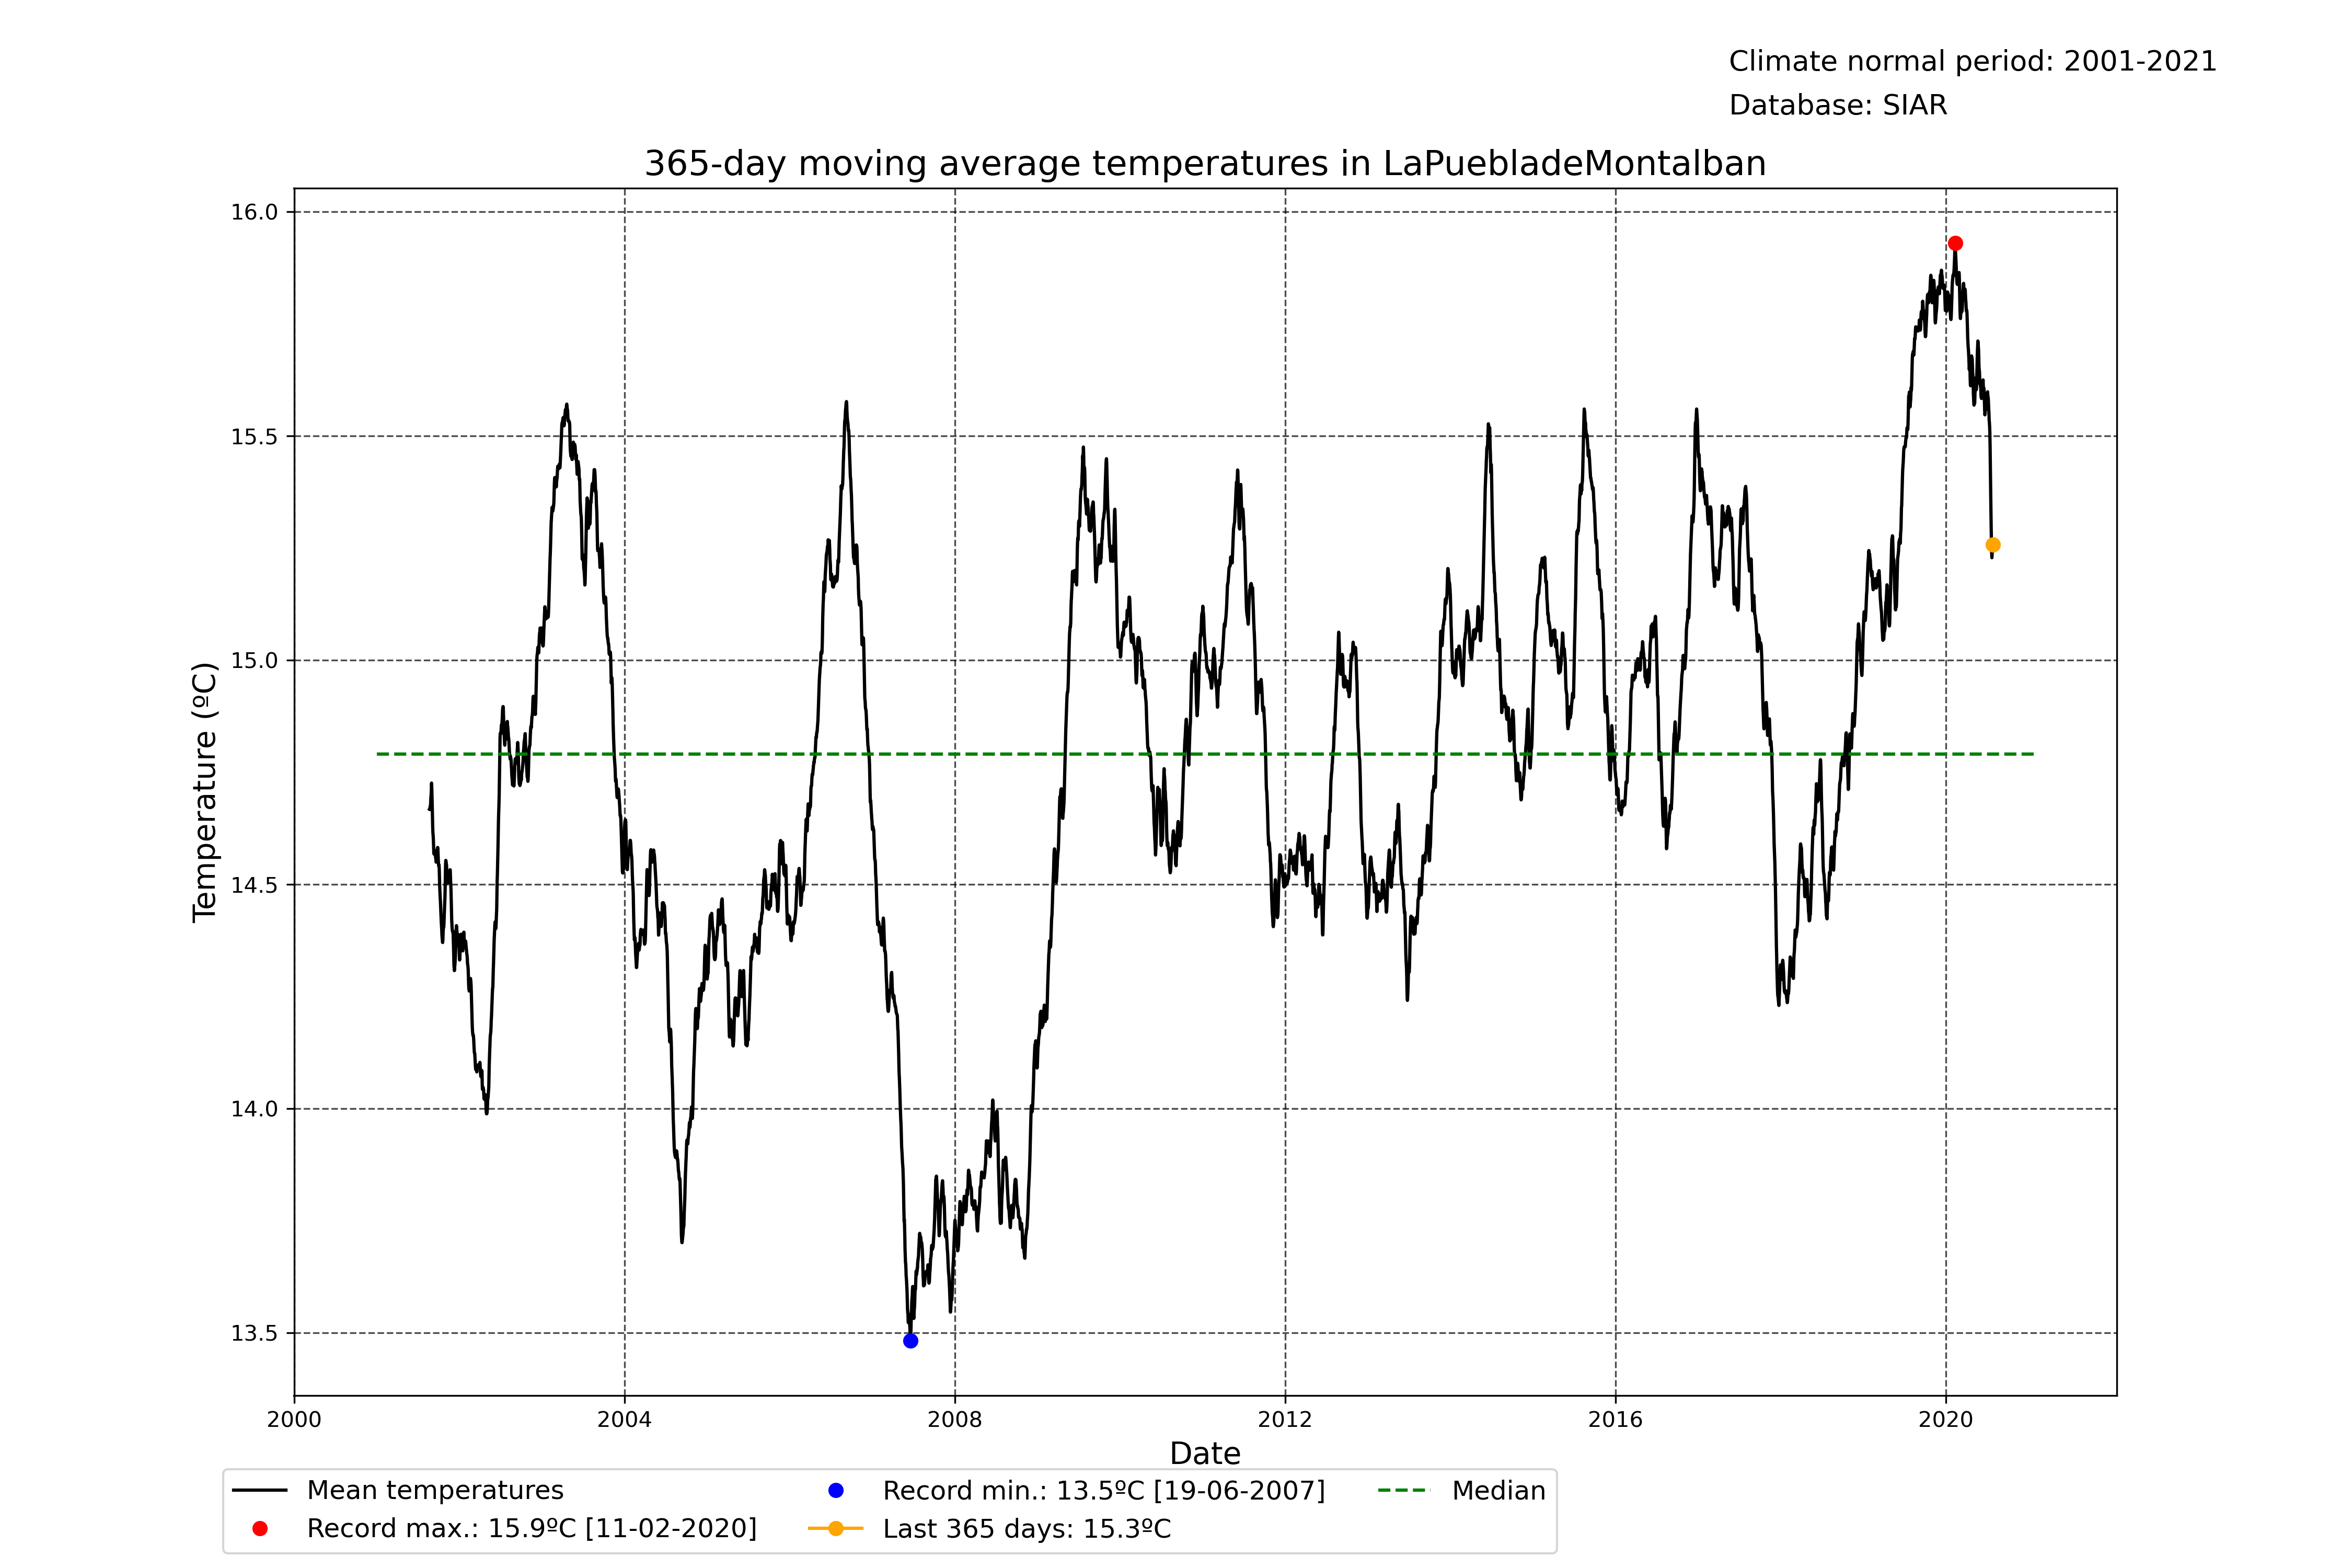 Climate normal period: 2001-2021
Database: SIAR
365-day moving average temperatures in LaPuebladeMontalban
16.0
15.5
15.0
14.5
14.0
13.5
Temperature (ºC)
2000 2004 2008 2012 2016 2020
Date
Mean temperatures
Record max.: 15.9ºC [11-02-2020]
Record min.: 13.5ºC [19-06-2007]
Last 365 days: 15.3ºC
Median